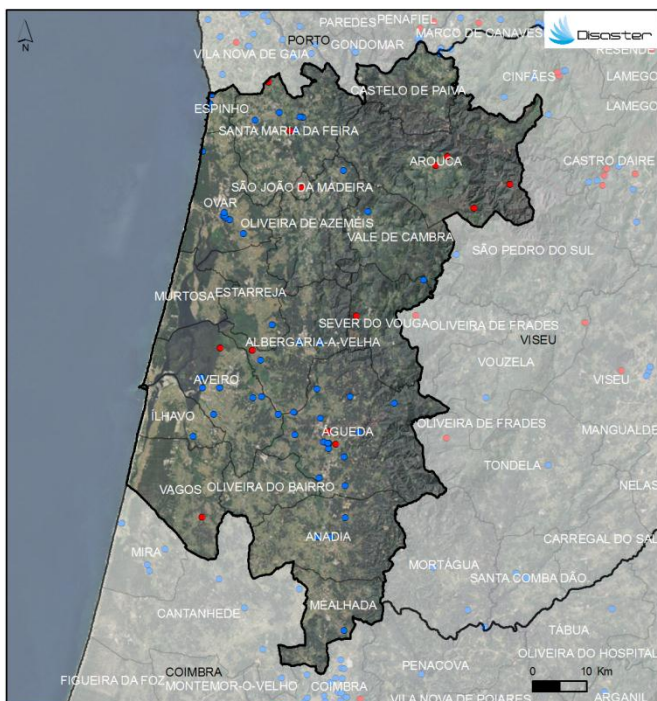 PAREDES PENAFIEL
PORTO MARCO DE CANAVES
VILA NOVA DE GAIA GONDOMAR
Disaster
N
RESENDE
CINFÃES LAMEGO
CASTELO DE PAIVA
ESPINHO LAMEGO
SANTA MARIA DA FEIRA
AROUCA CASTRO DAIRE
SÃO JOÃO DA MADEIRA
OVAR
OLIVEIRA DE AZEMÉIS
VALE DE CAMBRA
SÃO PEDRO DO SUL
MURTOSA ESTARREJA
SEVER DO VOUGA OLIVEIRA DE FRADES
ALBERGARIA-A-VELHA VISEU
VOUZELA
AVEIRO VISEU
ÍLHAVO
ÁGUEDA OLIVEIRA DE FRADES MANGUALDE
TONDELA
VAGOS OLIVEIRA DO BAIRRO NELAS
ANADIA CARREGAL DO SAL
MIRA
MORTÁGUA
SANTA COMBA DÃO
CANTANHEDE MEALHADA
TÁBUA
OLIVEIRA DO HOSPITAL
COIMBRA PENACOVA
FIGUEIRA DA FOZ MONTEMOR-O-VELHO COIMBRA
0 10 Km
VILA NOVA DE POIARES ARGANIL